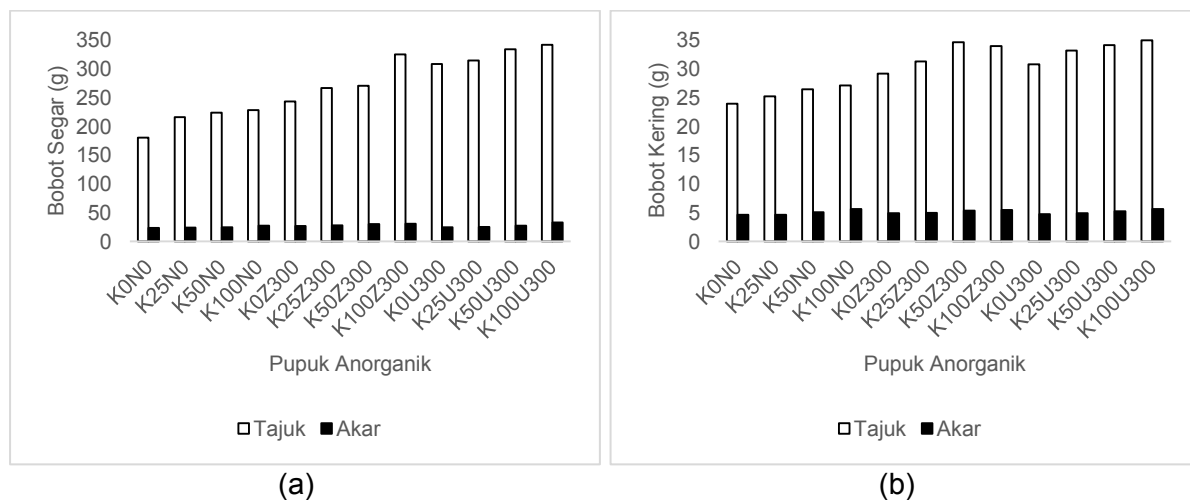 Bobot Segar (g)
350
300
250
200
150
100
50
0
K0N0
K25N0
K50N0
K100N0
K0Z300
K25Z300
K50Z300
K100Z300
K0U300
K25U300
K50U300
K100U300
Pupuk Anorganik
Tajuk Akar
(a)
Bobot Kering (g)
35
30
25
20
15
10
5
0
K0N0
K25N0
K50N0
K100N0
K0Z300
K25Z300
K50Z300
K100Z300
K0U300
K25U300
K50U300
K100U300
Pupuk Anorganik
Tajuk Akar
(b)